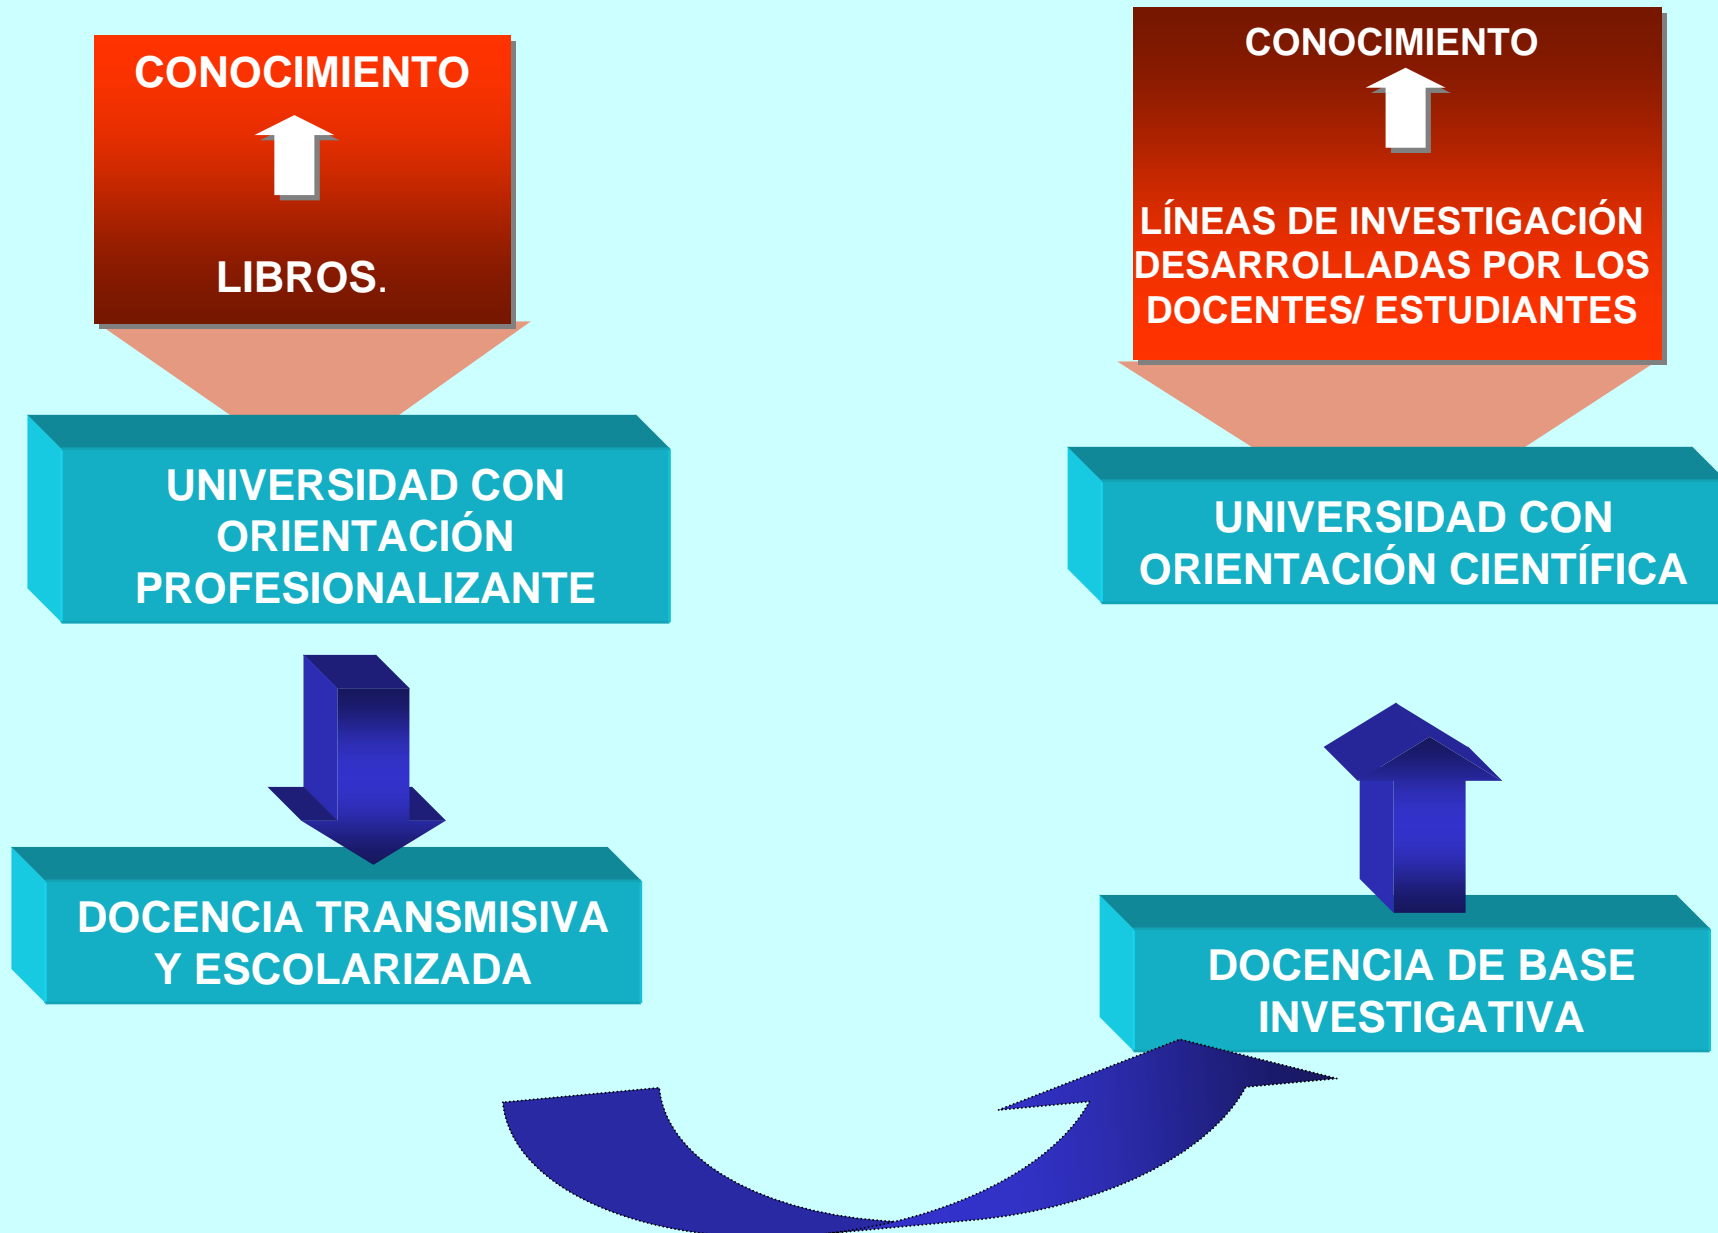 CONOCIMIENTO
LIBROS.
UNIVERSIDAD CON
ORIENTACIÓN
PROFESIONALIZANTE
DOCENCIA TRANSMISIVA
Y ESCOLARIZADA
CONOCIMIENTO
LÍNEAS DE INVESTIGACIÓN
DESARROLLADAS POR LOS
DOCENTES/ ESTUDIANTES
UNIVERSIDAD CON
ORIENTACIÓN CIENTÍFICA
DOCENCIA DE BASE
INVESTIGATIVA